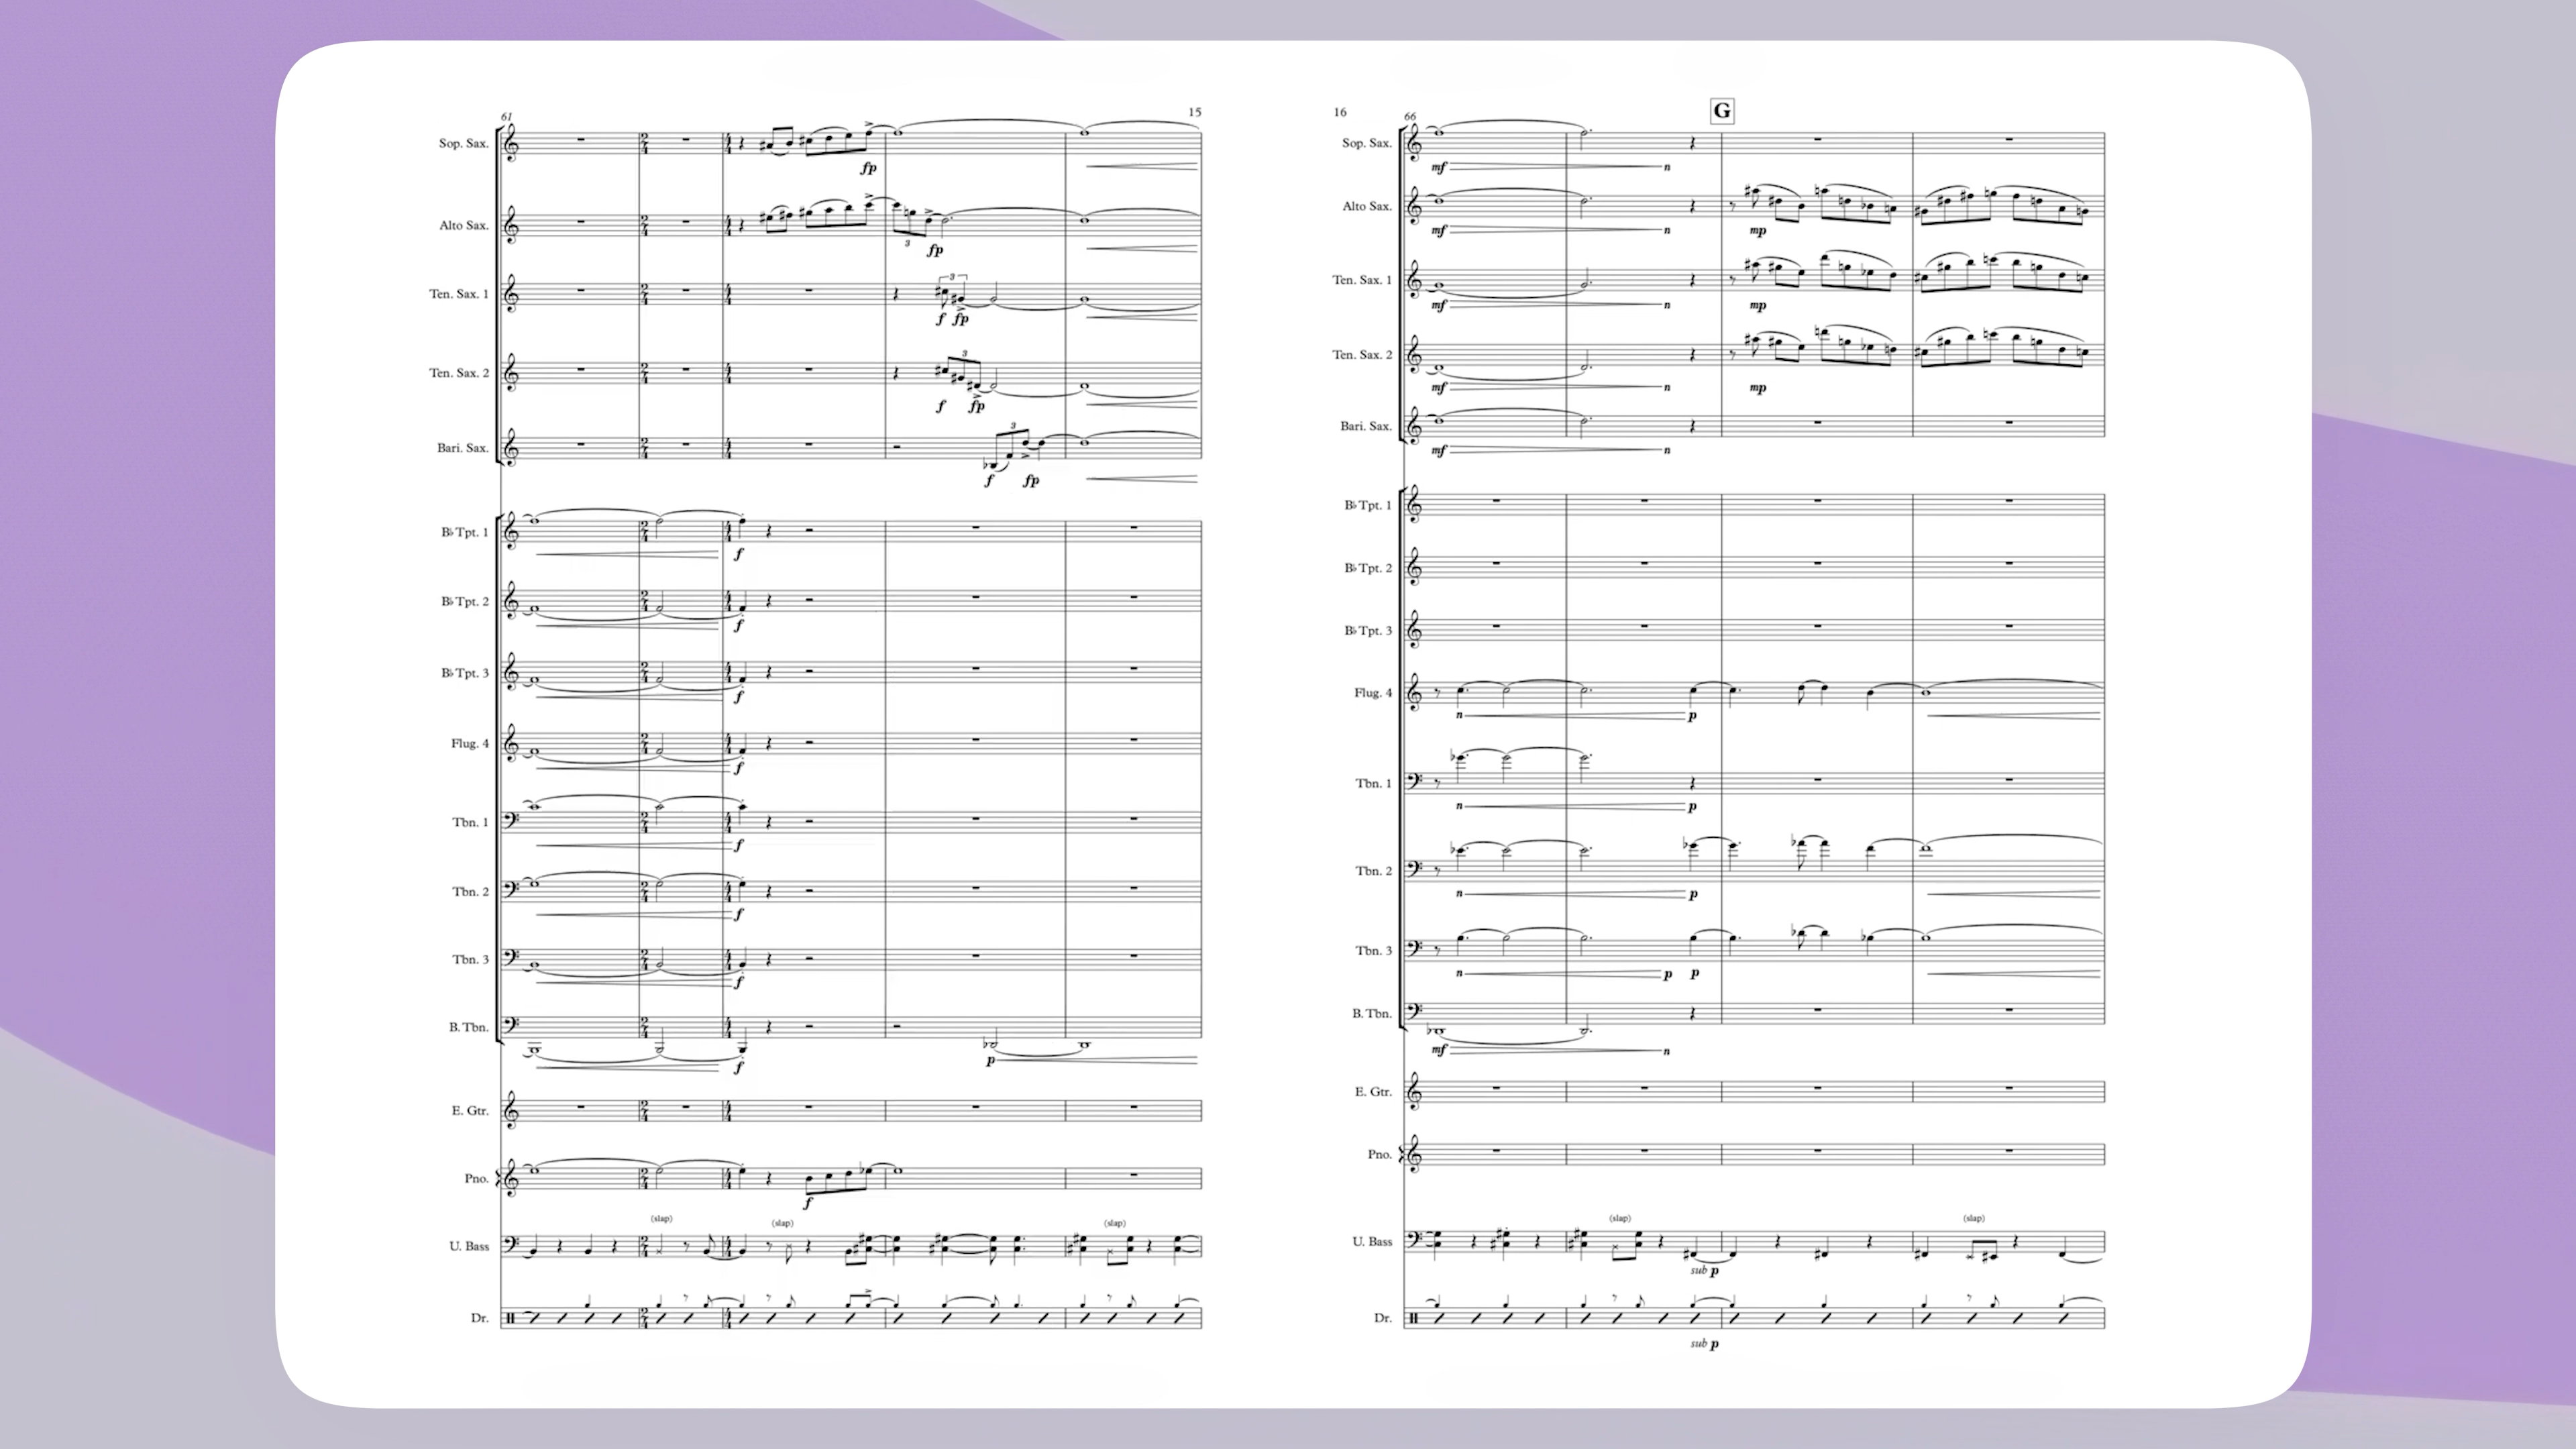 61
15
Sop. Sax.
fp
Alto Sax.
3
fp
Ten. Sax. 1
3
f fp
Ten. Sax. 2
3
f fp
Bari. Sax.
3
f fp
B♭ Tpt. 1
f
B♭ Tpt. 2
f
B♭ Tpt. 3
f
Flug. 4
f
Tbn. 1
f
Tbn. 2
f
Tbn. 3
f
B. Tbn.
f p
E. Gtr.
Pno.
f
(slap) (slap) (slap)
U. Bass
Dr.
16
66
G
Sop. Sax.
mf n
Alto Sax.
mf n mp
Ten. Sax. 1
mf n mp
Ten. Sax. 2
mf n mp
Bari. Sax.
mf n
B♭ Tpt. 1
B♭ Tpt. 2
B♭ Tpt. 3
Flug. 4
n p
Tbn. 1
n p
Tbn. 2
n p
Tbn. 3
n p p
B. Tbn.
mf n
E. Gtr.
Pno.
(slap) (slap)
U. Bass
sub p
Dr.
sub p